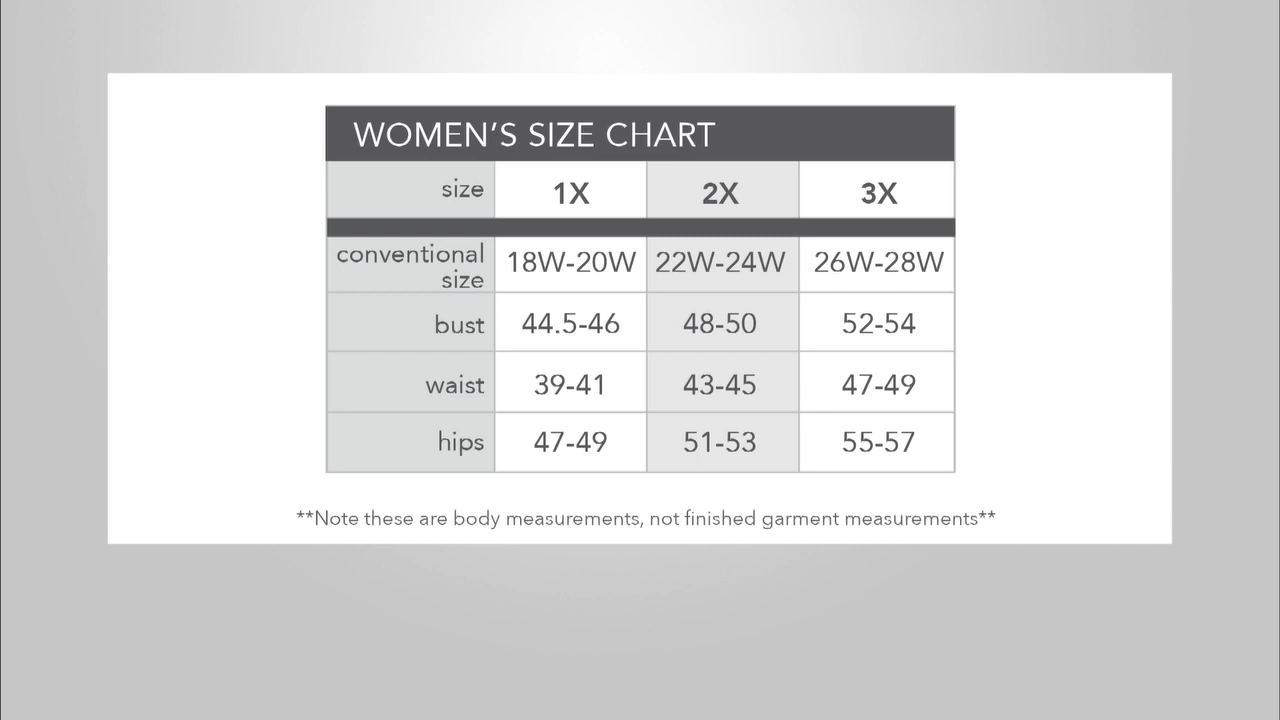 WOMEN’S SIZE CHART
size 1X 2X 3X
conventional size 18W-20W 22W-24W 26W-28W
bust 44.5-46 48-50 52-54
waist 39-41 43-45 47-49
hips 47-49 51-53 55-57
**Note these are body measurements, not finished garment measurements**